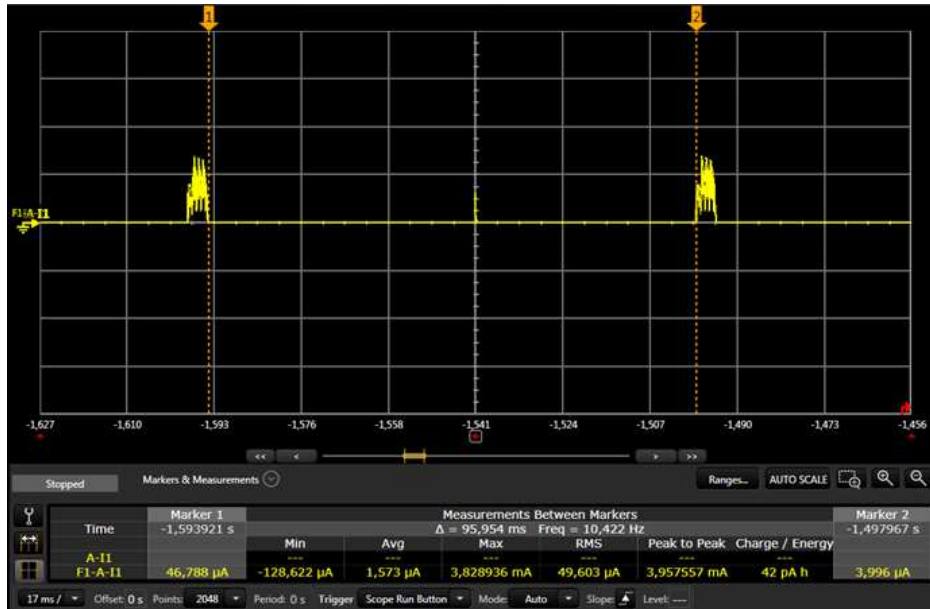 1 2
F1-A-I1
-1,627 -1,610 -1,593 -1,576 -1,558 -1,541 -1,524 -1,507 -1,490 -1,473 -1,456
<< < > >>
Stopped Markers & Measurements Ranges... AUTO SCALE
Marker 1 Measurements Between Markers Marker 2
Time -1,593921 s Δ = 95,954 ms Freq = 10,422 Hz -1,497967 s
Min Avg Max RMS Peak to Peak Charge / Energy
A-I1 --- --- --- --- --- ---
F1-A-I1 46,788 µA -128,622 µA 1,573 µA 3,828936 mA 49,603 µA 3,957557 mA 42 pA h 3,996 µA
17 ms / Offset: 0 s Points: 2048 Period: 0 s Trigger Scope Run Button Mode: Auto Slope: Level: ---